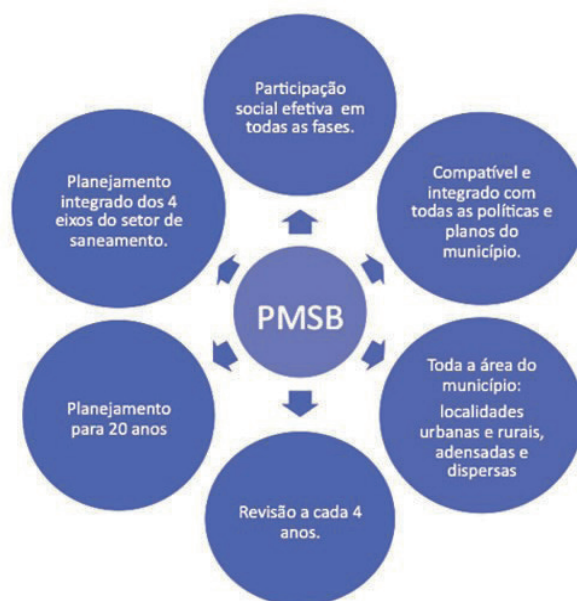 Participação
social efetiva em
todas as fases.
Planejamento
integrado dos 4
eixos do setor de
saneamento.
Compatível e
integrado com
todas as políticas e
planos do
município.
PMSB
Planejamento
para 20 anos
Toda a área do
município:
localidades
urbanas e rurais,
adensadas e
dispersas
Revisão a cada 4
anos.